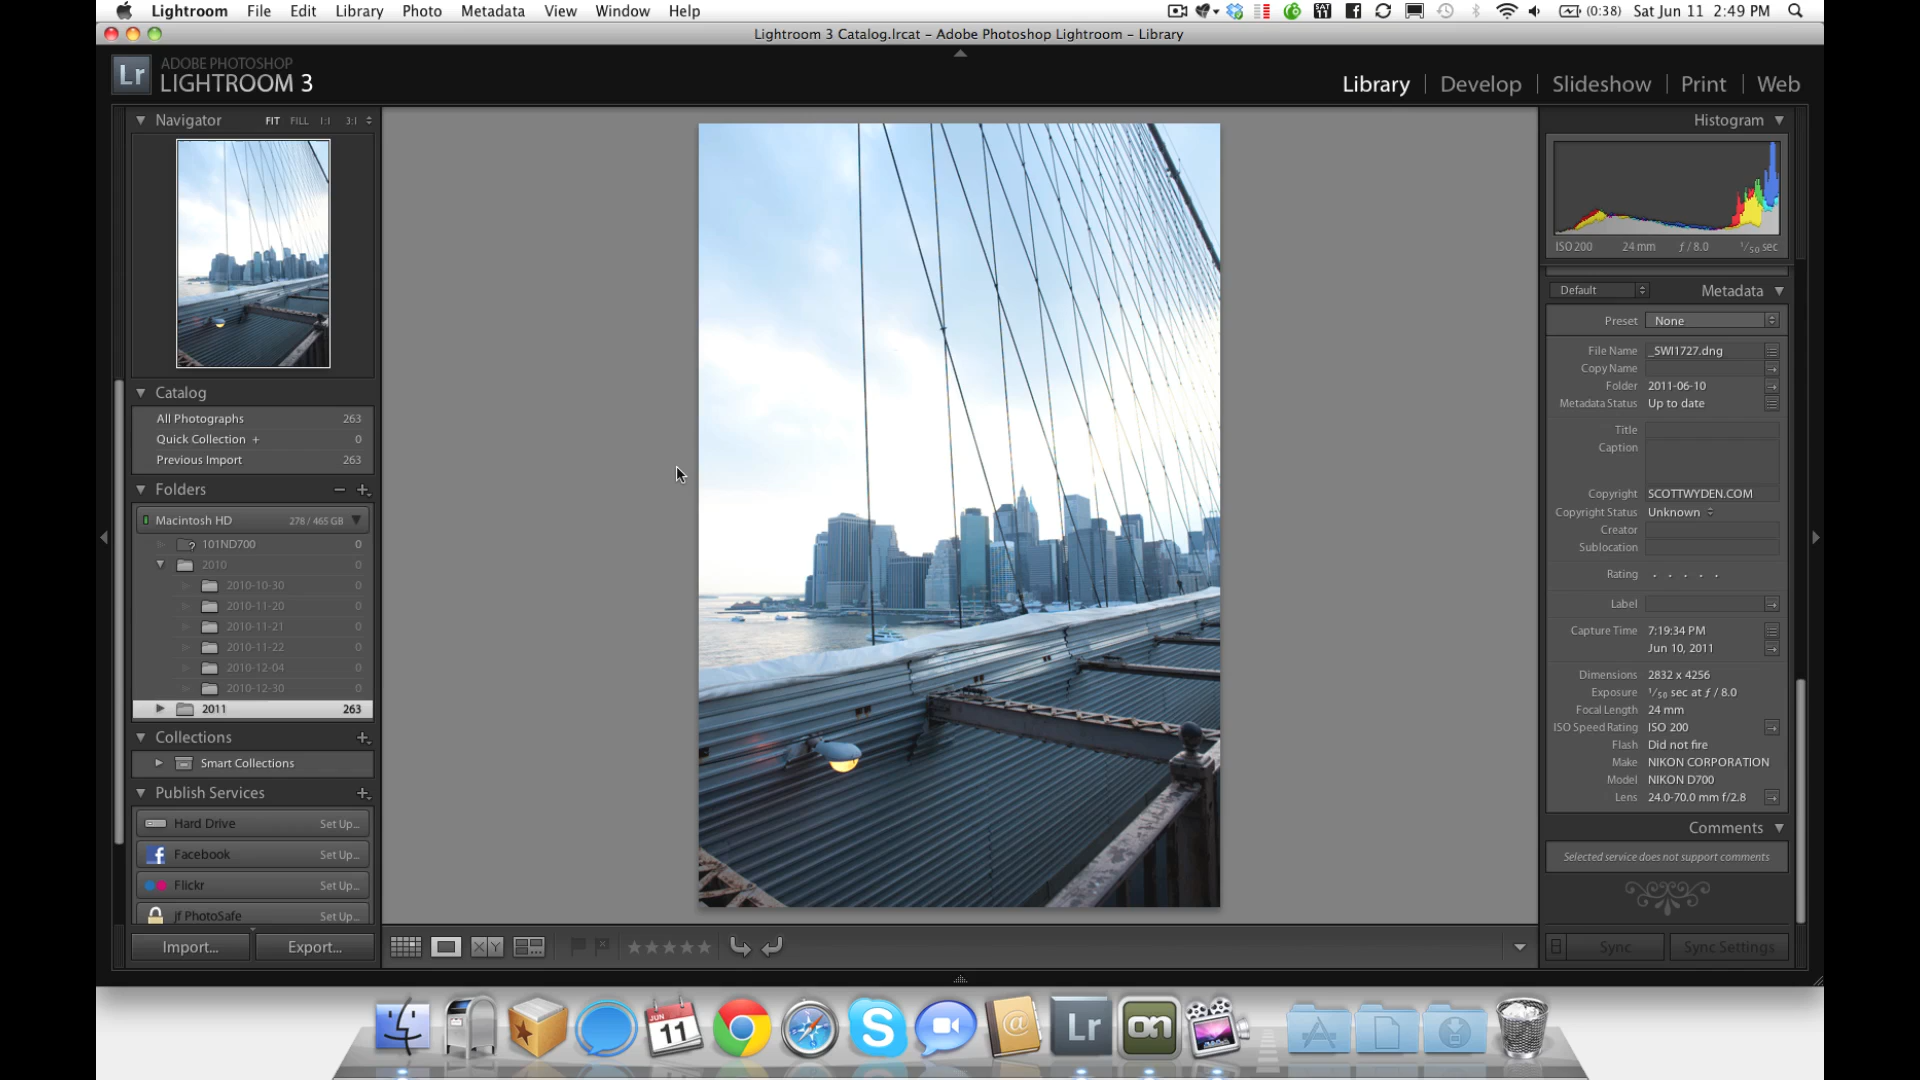 Lightroom File Edit Library Photo Metadata View Window Help (0:38) Sat Jun 11 2:49 PM
Lightroom 3 Catalog.lrcat – Adobe Photoshop Lightroom – Library
Lr ADOBE PHOTOSHOP
LIGHTROOM 3
Library | Develop | Slideshow | Print | Web
Navigator FIT FILL 1:1 3:1
Catalog
All Photographs 263
Quick Collection + 0
Previous Import 263
Folders
Macintosh HD 278 / 465 GB
101ND700 0
2010 0
2010-10-30 0
2010-11-20 0
2010-11-21 0
2010-11-22 0
2010-12-04 0
2010-12-30 0
2011 263
Collections
Smart Collections
Publish Services
Hard Drive Set Up...
Facebook Set Up...
Flickr Set Up...
jf PhotoSafe Set Up...
Import... Export...
XY
Histogram
ISO 200 24 mm f / 8.0 1/50 sec
Default Metadata
Preset None
File Name _SWI1727.dng
Copy Name
Folder 2011-06-10
Metadata Status Up to date
Title
Caption
Copyright SCOTTWYDEN.COM
Copyright Status Unknown
Creator
Sublocation
Rating . . . . .
Label
Capture Time 7:19:34 PM
Jun 10, 2011
Dimensions 2832 x 4256
Exposure 1/50 sec at f / 8.0
Focal Length 24 mm
ISO Speed Rating ISO 200
Flash Did not fire
Make NIKON CORPORATION
Model NIKON D700
Lens 24.0-70.0 mm f/2.8
Comments
Selected service does not support comments
Sync Sync Settings
JUN
11
S
@
Lr
on